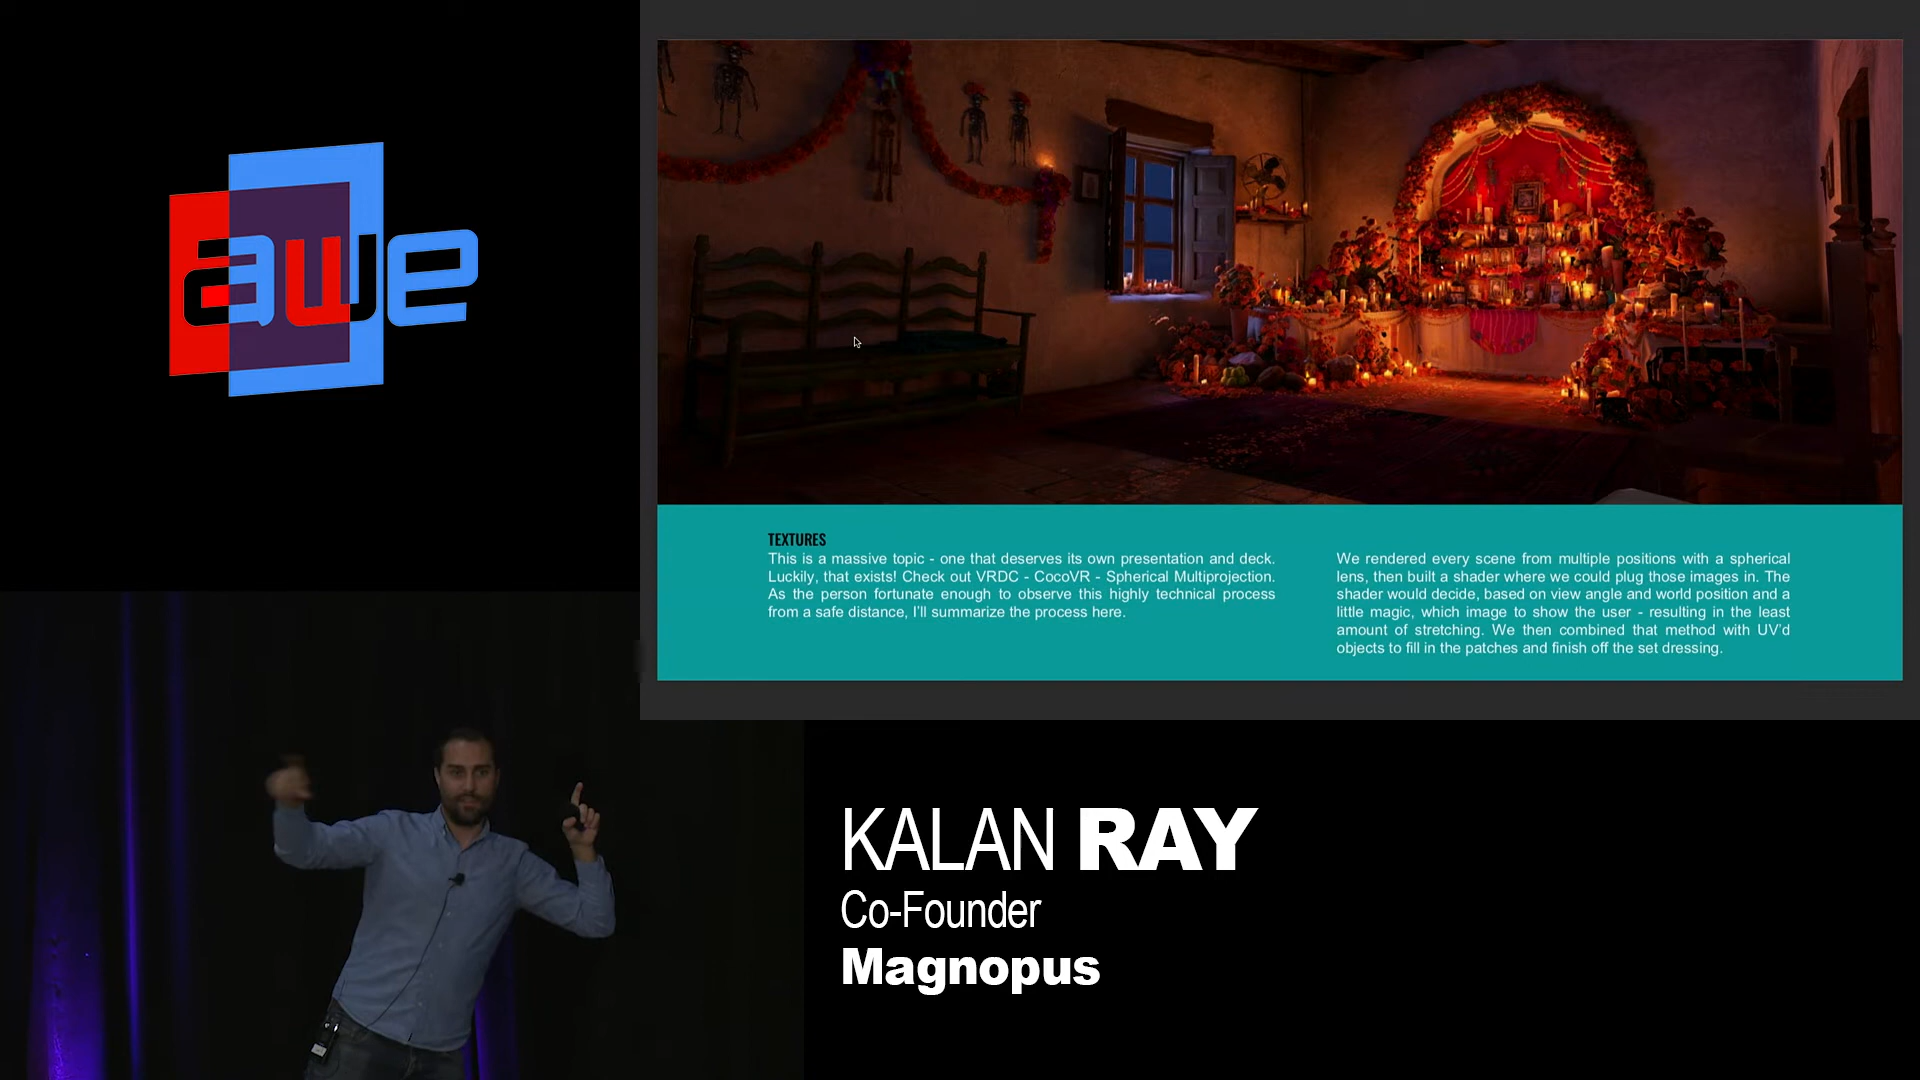 awe
TEXTURES
This is a massive topic - one that deserves its own presentation and deck.
Luckily, that exists! Check out VRDC - CocoVR - Spherical Multiprojection.
As the person fortunate enough to observe this highly technical process
from a safe distance, I'll summarize the process here.
We rendered every scene from multiple positions with a spherical
lens, then built a shader where we could plug those images in. The
shader would decide, based on view angle and world position and a
little magic, which image to show the user - resulting in the least
amount of stretching. We then combined that method with UV'd
objects to fill in the patches and finish off the set dressing.
KALAN RAY
Co-Founder
Magnopus